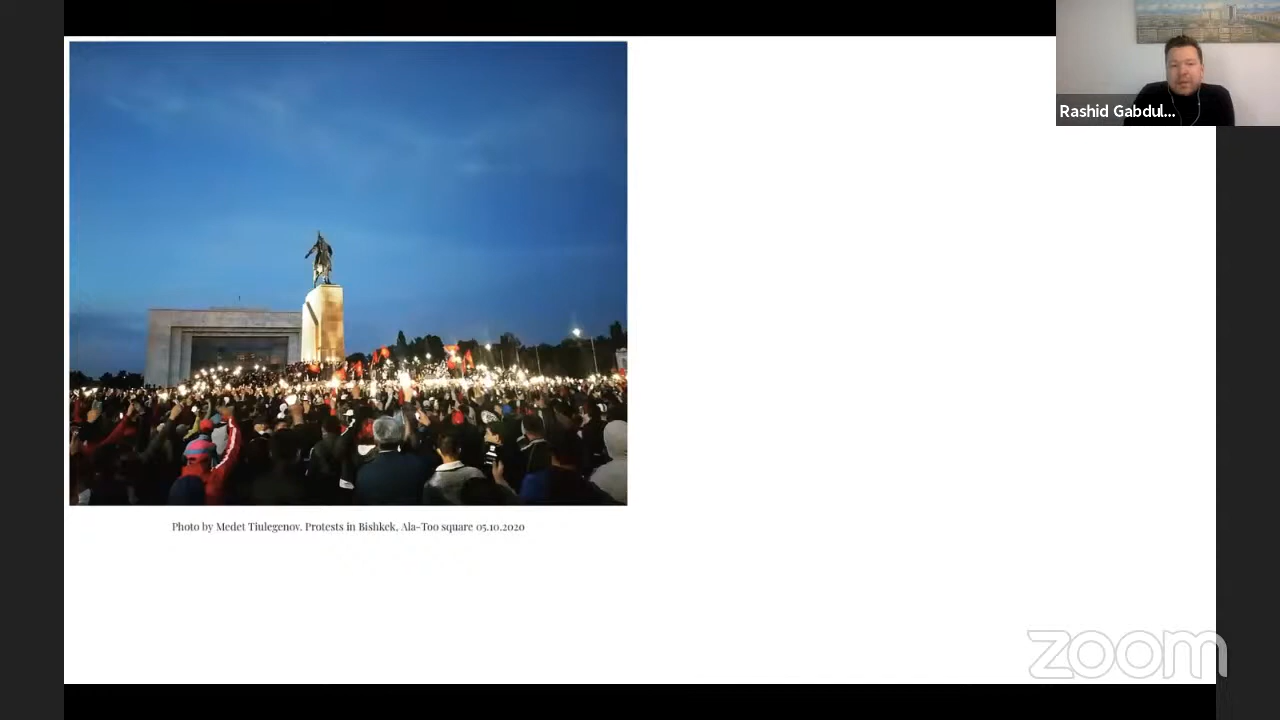 Rashid Gabdul...
Photo by Medet Tiulegenov. Protests in Bishkek, Ala-Too square 05.10.2020
zoom